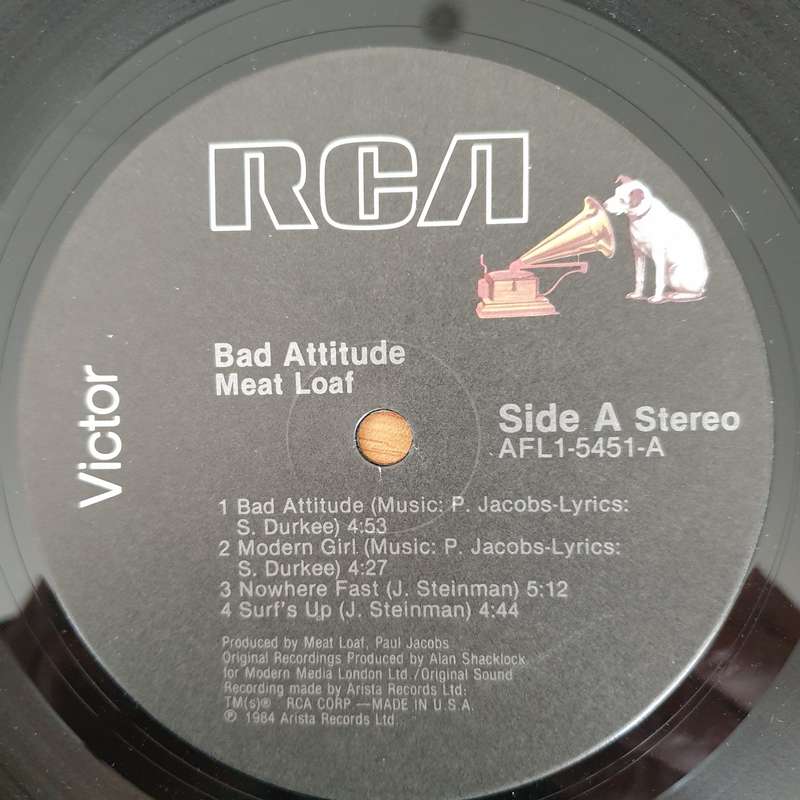 RCA
Victor
Bad Attitude
Meat Loaf
Side A Stereo
AFL1-5451-A
1 Bad Attitude (Music: P. Jacobs-Lyrics:
S. Durkee) 4:53
2 Modern Girl (Music: P. Jacobs-Lyrics:
S. Durkee) 4:27
3 Nowhere Fast (J. Steinman) 5:12
4 Surf's Up (J. Steinman) 4:44
Produced by Meat Loaf, Paul Jacobs
Original Recordings Produced by Alan Shacklock
for Modern Media London Ltd./Original Sound
Recording made by Arista Records Ltd.
TM(s)® RCA CORP —MADE IN U.S.A.
℗ 1984 Arista Records Ltd.